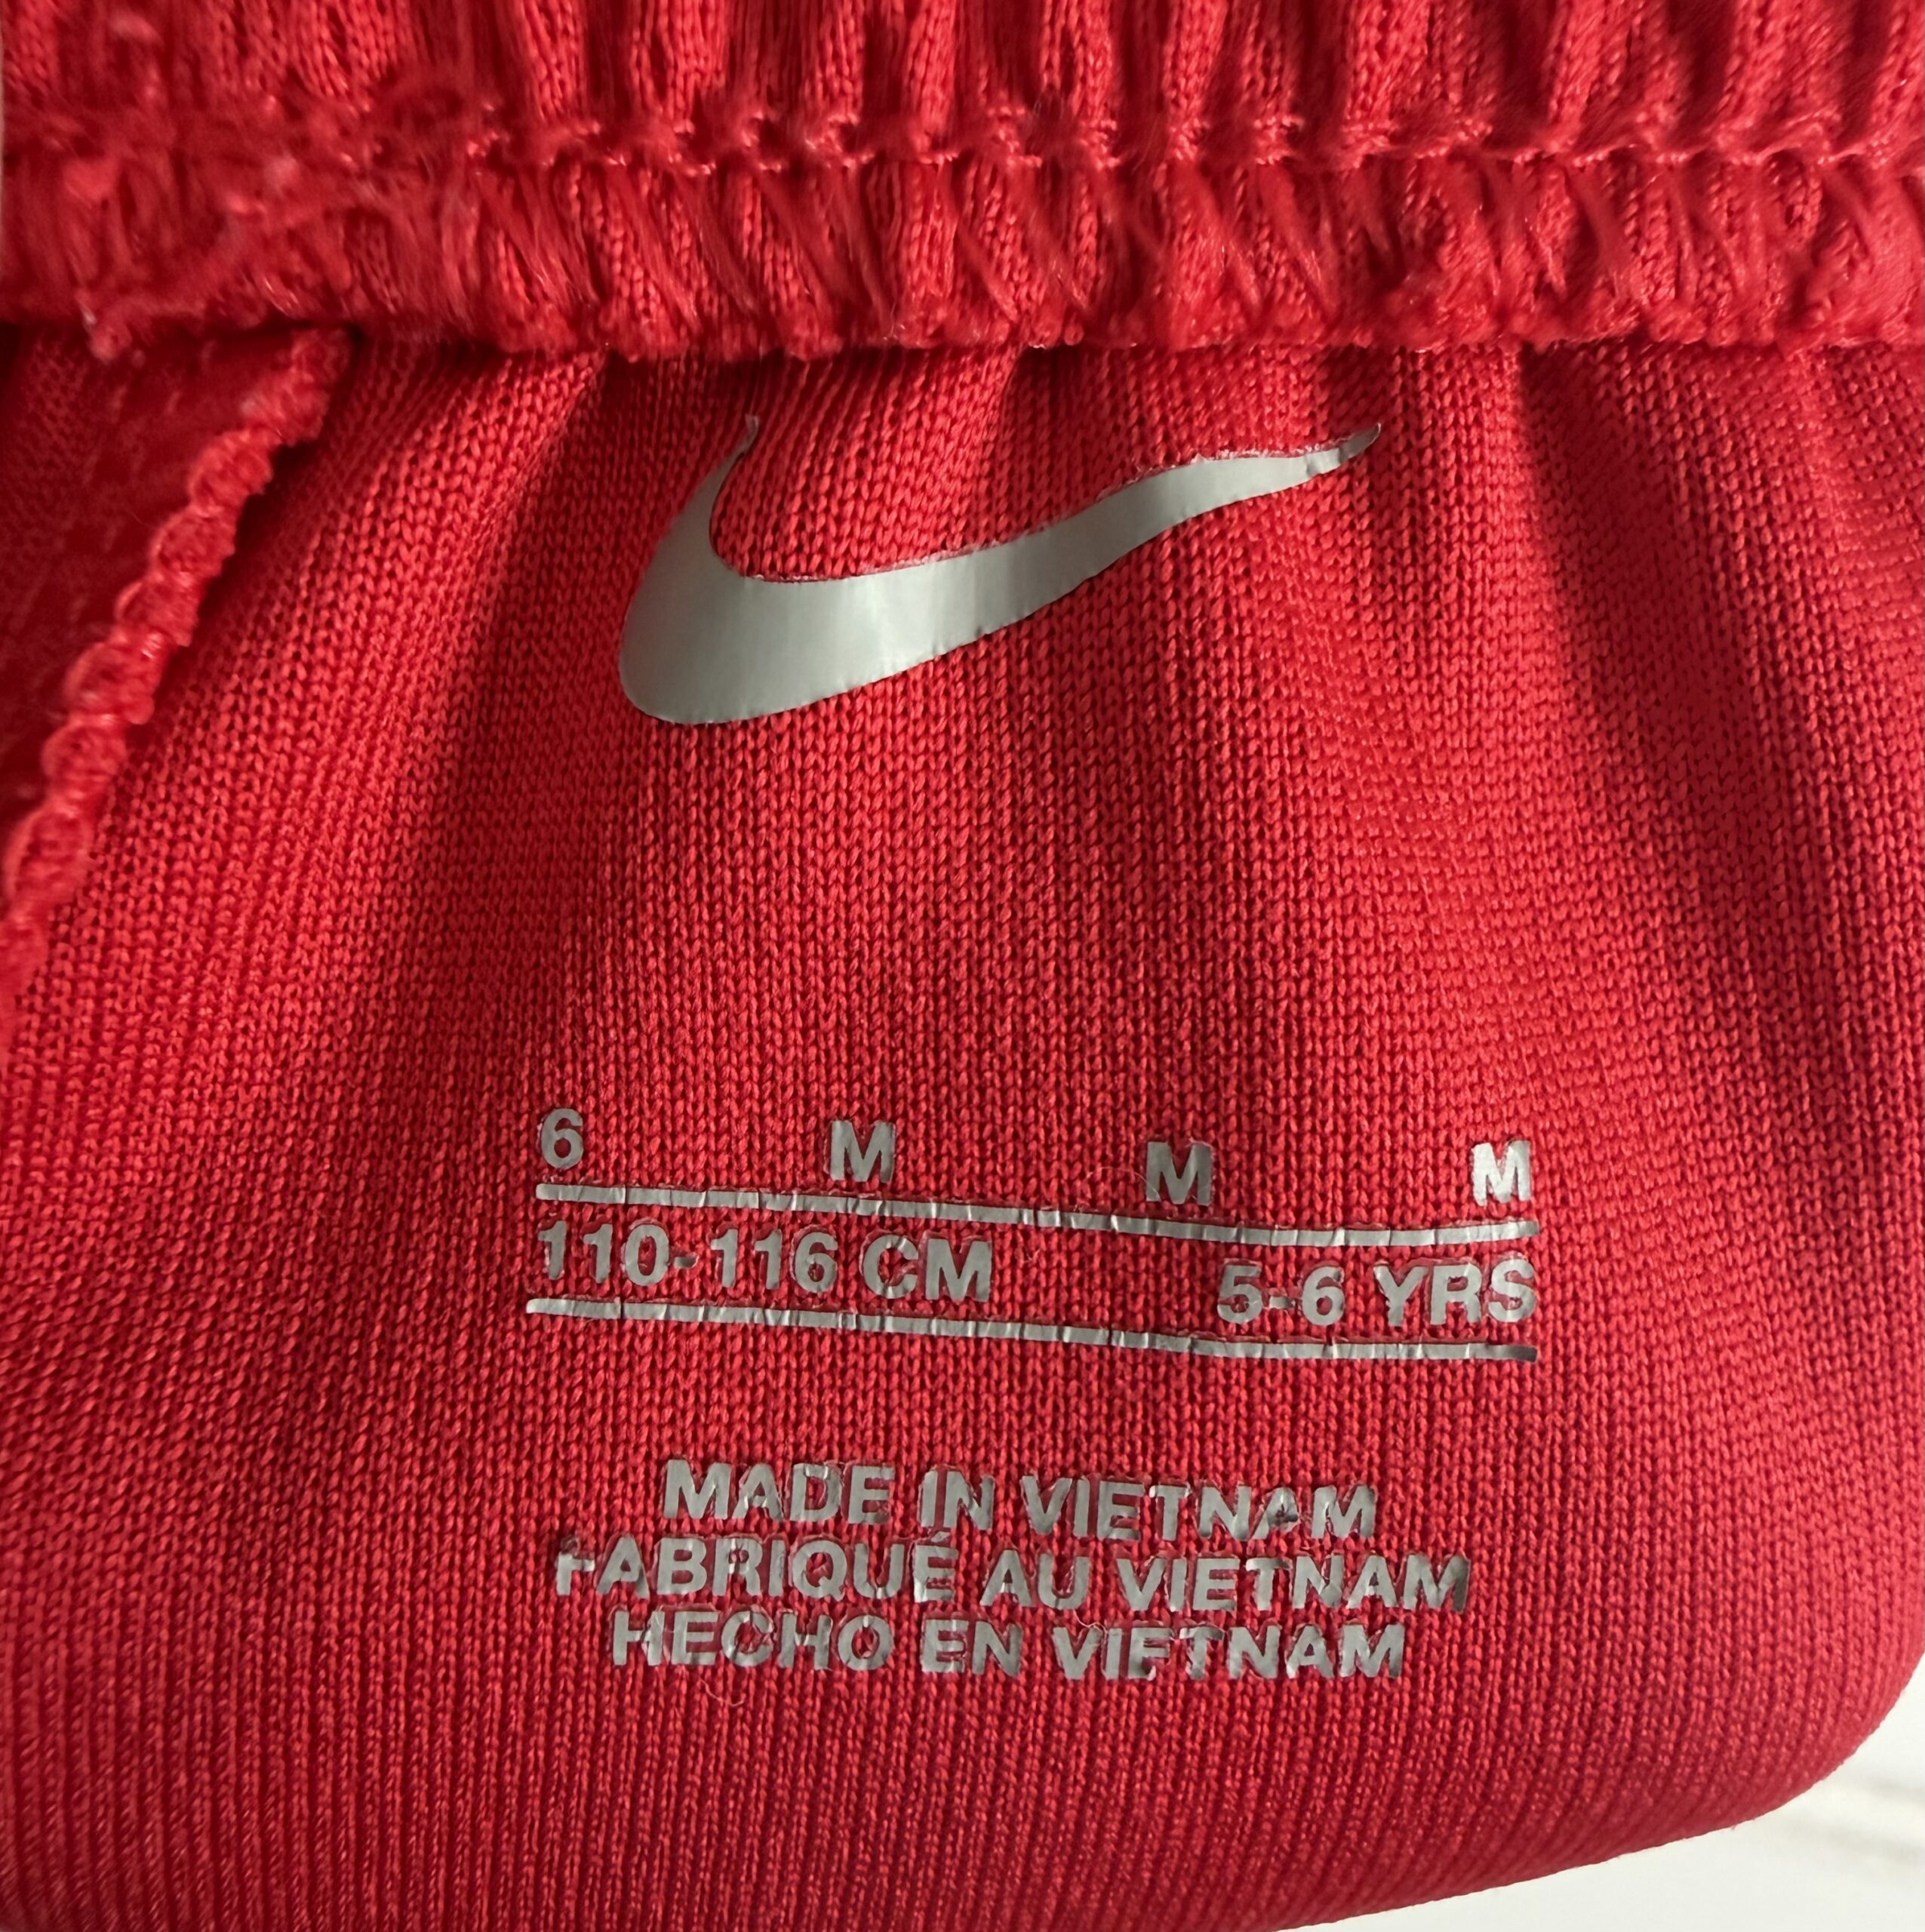 6 M M M
110-116 CM 5-6 YRS
MADE IN VIETNAM
FABRIQUÉ AU VIETNAM
HECHO EN VIETNAM